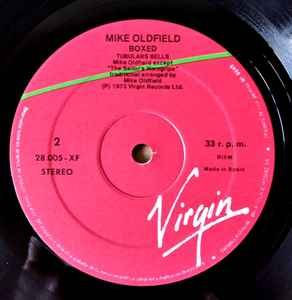 MIKE OLDFIELD
BOXED
TUBULARS BELLS
Mike Oldfield except
"The Sailor's Hornpipe"
traditional arranged by
Mike Oldfield
(P) 1973 Virgin Records Ltd.
2
33 r. p. m.
28.005-XF
STEREO
Made in Spain
Virgin